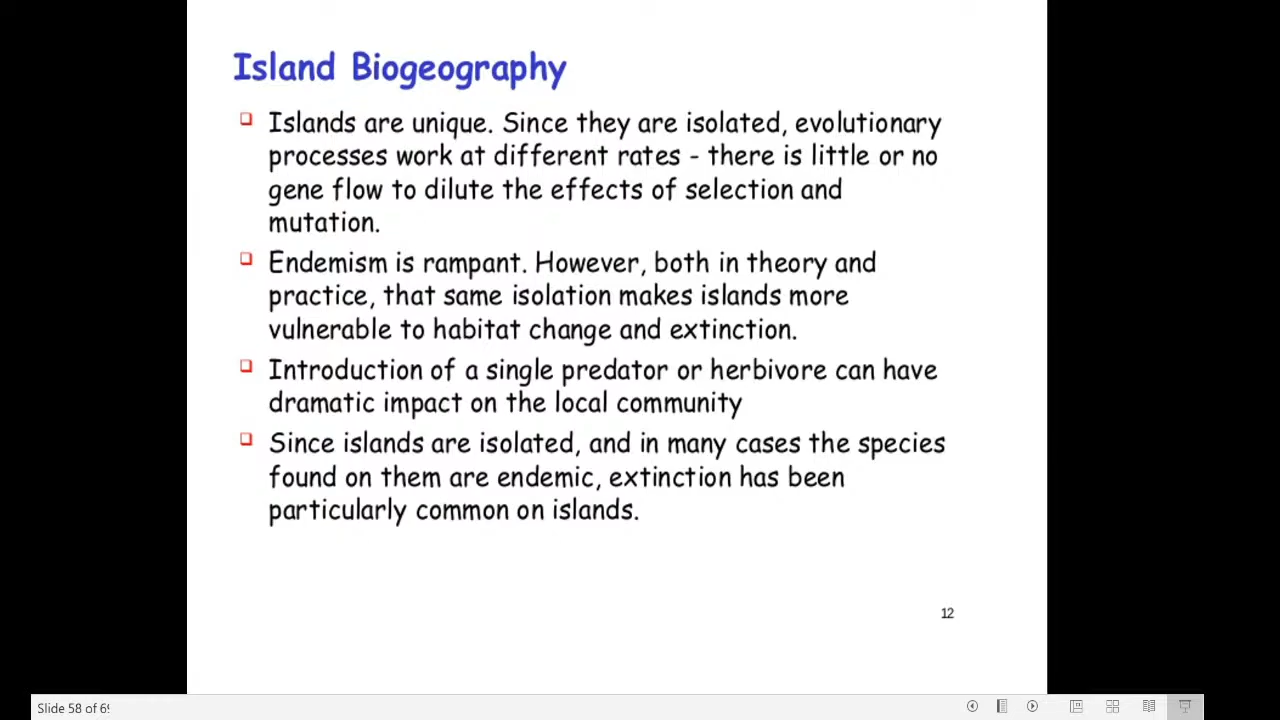 Island Biogeography
Islands are unique. Since they are isolated, evolutionary
processes work at different rates - there is little or no
gene flow to dilute the effects of selection and
mutation.
Endemism is rampant. However, both in theory and
practice, that same isolation makes islands more
vulnerable to habitat change and extinction.
Introduction of a single predator or herbivore can have
dramatic impact on the local community
Since islands are isolated, and in many cases the species
found on them are endemic, extinction has been
particularly common on islands.
12
Slide 58 of